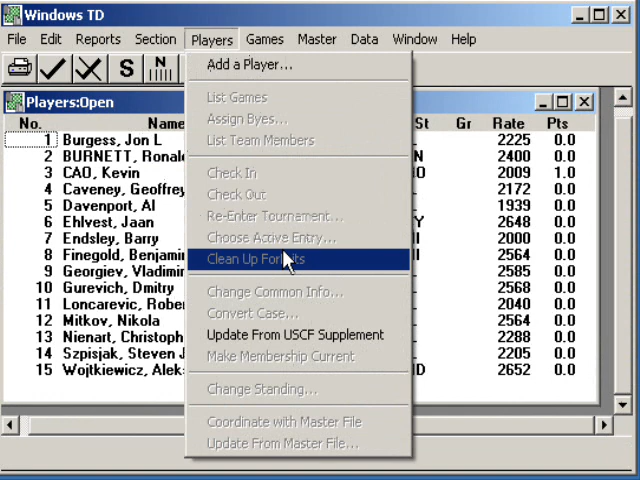 Windows TD
File Edit Reports Section Players Games Master Data Window Help
S N
Add a Player...
List Games
Assign Byes...
List Team Members
Check In
Check Out
Re-Enter Tournament...
Choose Active Entry...
Clean Up
Change Common Info...
Convert Case...
Update From USCF Supplement
Make Membership Current
Change Standing...
Coordinate with Master File
Update From Master File...
Players:Open
No. Name St Gr Rate Pts
1 Burgess, Jon L 2225 0.0
2 BURNETT, Ronald N 2400 0.0
3 CAO, Kevin O 2009 1.0
4 Caveney, Geoffrey 2172 0.0
5 Davenport, Al 1939 0.0
6 Ehlvest, Jaan Y 2648 0.0
7 Endsley, Barry I 2000 0.0
8 Finegold, Benjamin I 2564 0.0
9 Georgiev, Vladimir 2585 0.0
10 Gurevich, Dmitry 2568 0.0
11 Loncarevic, Rober 2040 0.0
12 Mitkov, Nikola 2564 0.0
13 Nienart, Christoph 2288 0.0
14 Szpisjak, Steven J 2205 0.0
15 Wojtkiewicz, Alek D 2652 0.0